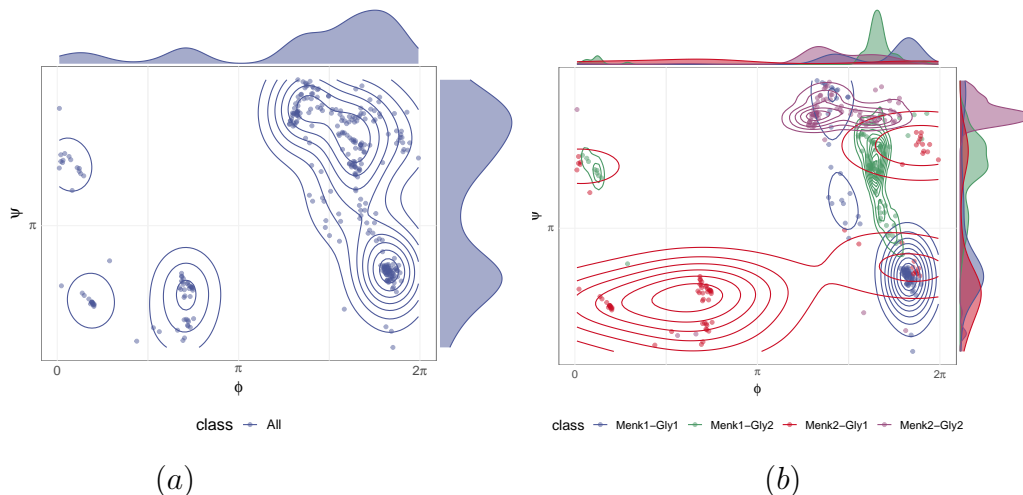 ψ
π
0
π
2π
ϕ
class All
(a)
ψ
π
0
π
2π
ϕ
class Menk1−Gly1 Menk1−Gly2 Menk2−Gly1 Menk2−Gly2
(b)